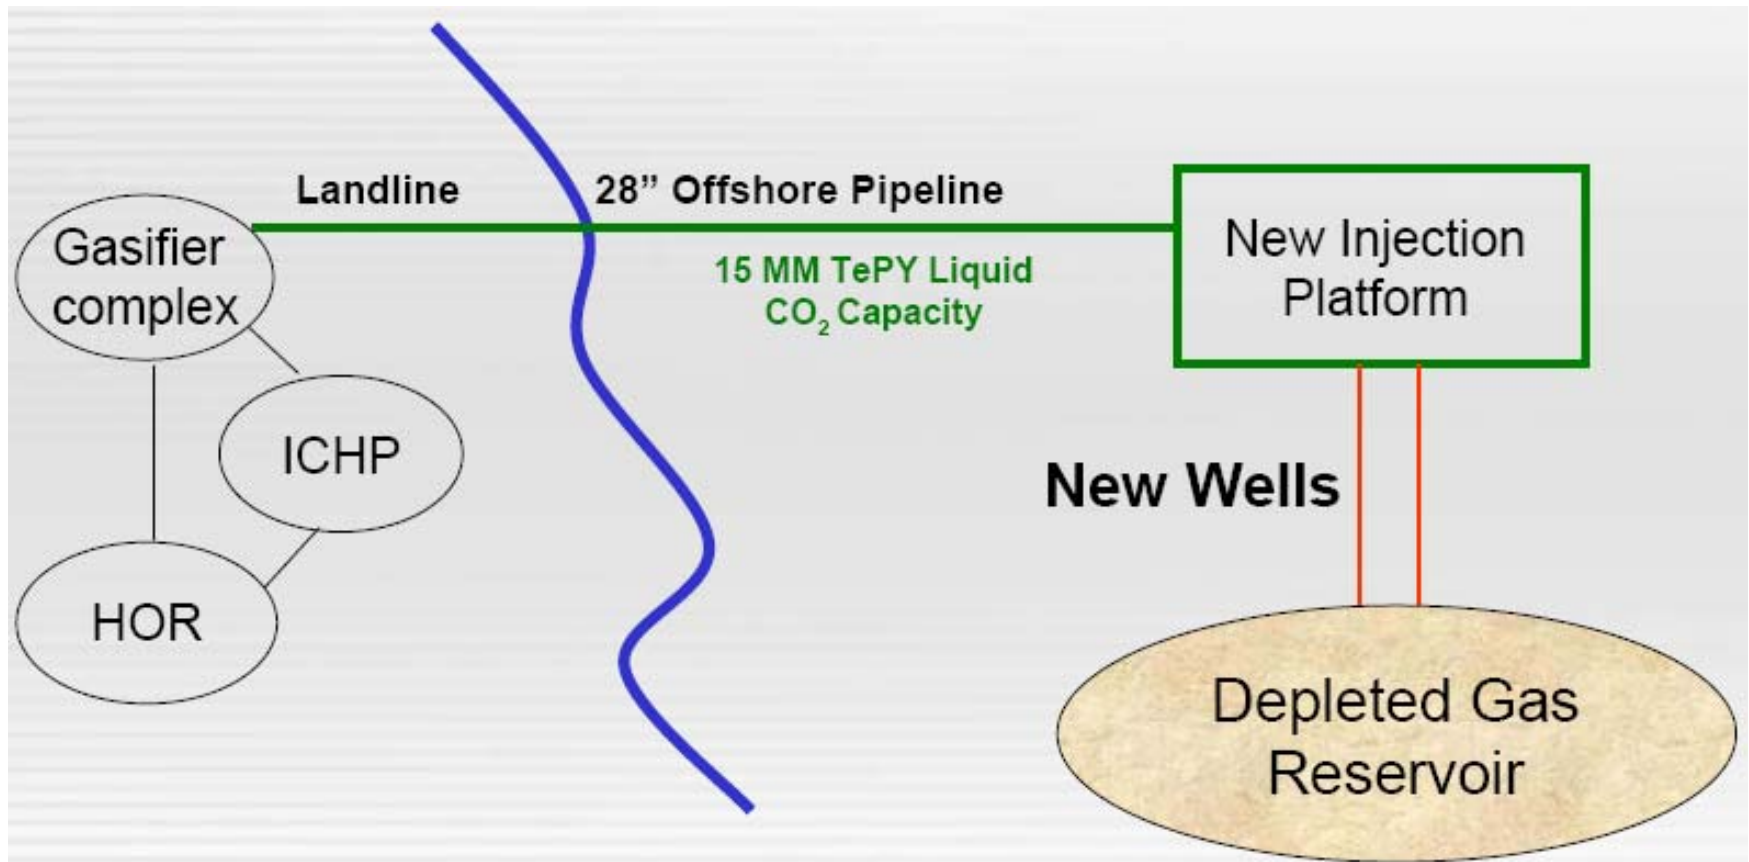 Landline
28” Offshore Pipeline
Gasifier
complex
15 MM TePY Liquid
CO₂ Capacity
New Injection
Platform
ICHP
New Wells
HOR
Depleted Gas
Reservoir